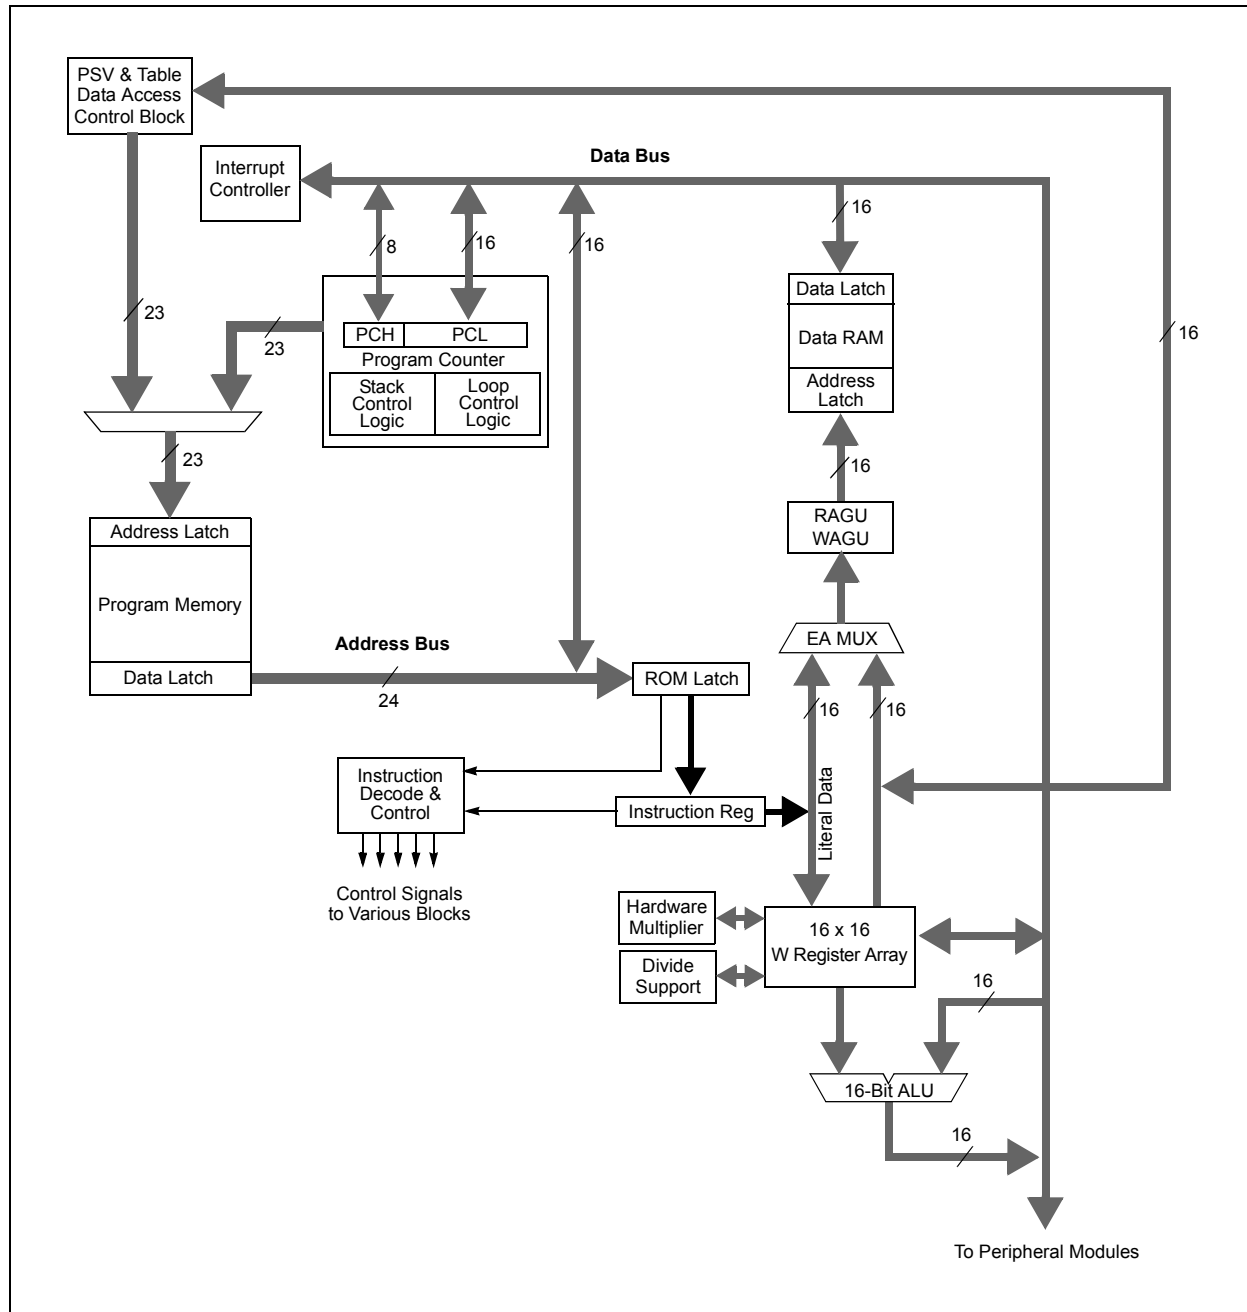 PSV & Table
Data Access
Control Block
Data Bus
Interrupt
Controller
16
8
16
16
Data Latch
23
23
PCH
PCL
Data RAM
16
Program Counter
Stack
Control
Logic
Loop
Control
Logic
Address
Latch
23
16
RAGU
WAGU
Address Latch
Program Memory
EA MUX
Address Bus
Data Latch
ROM Latch
24
16
16
Instruction
Decode &
Control
Instruction Reg
Literal Data
Control Signals
to Various Blocks
Hardware
Multiplier
16 x 16
W Register Array
Divide
Support
16
16-Bit ALU
16
To Peripheral Modules